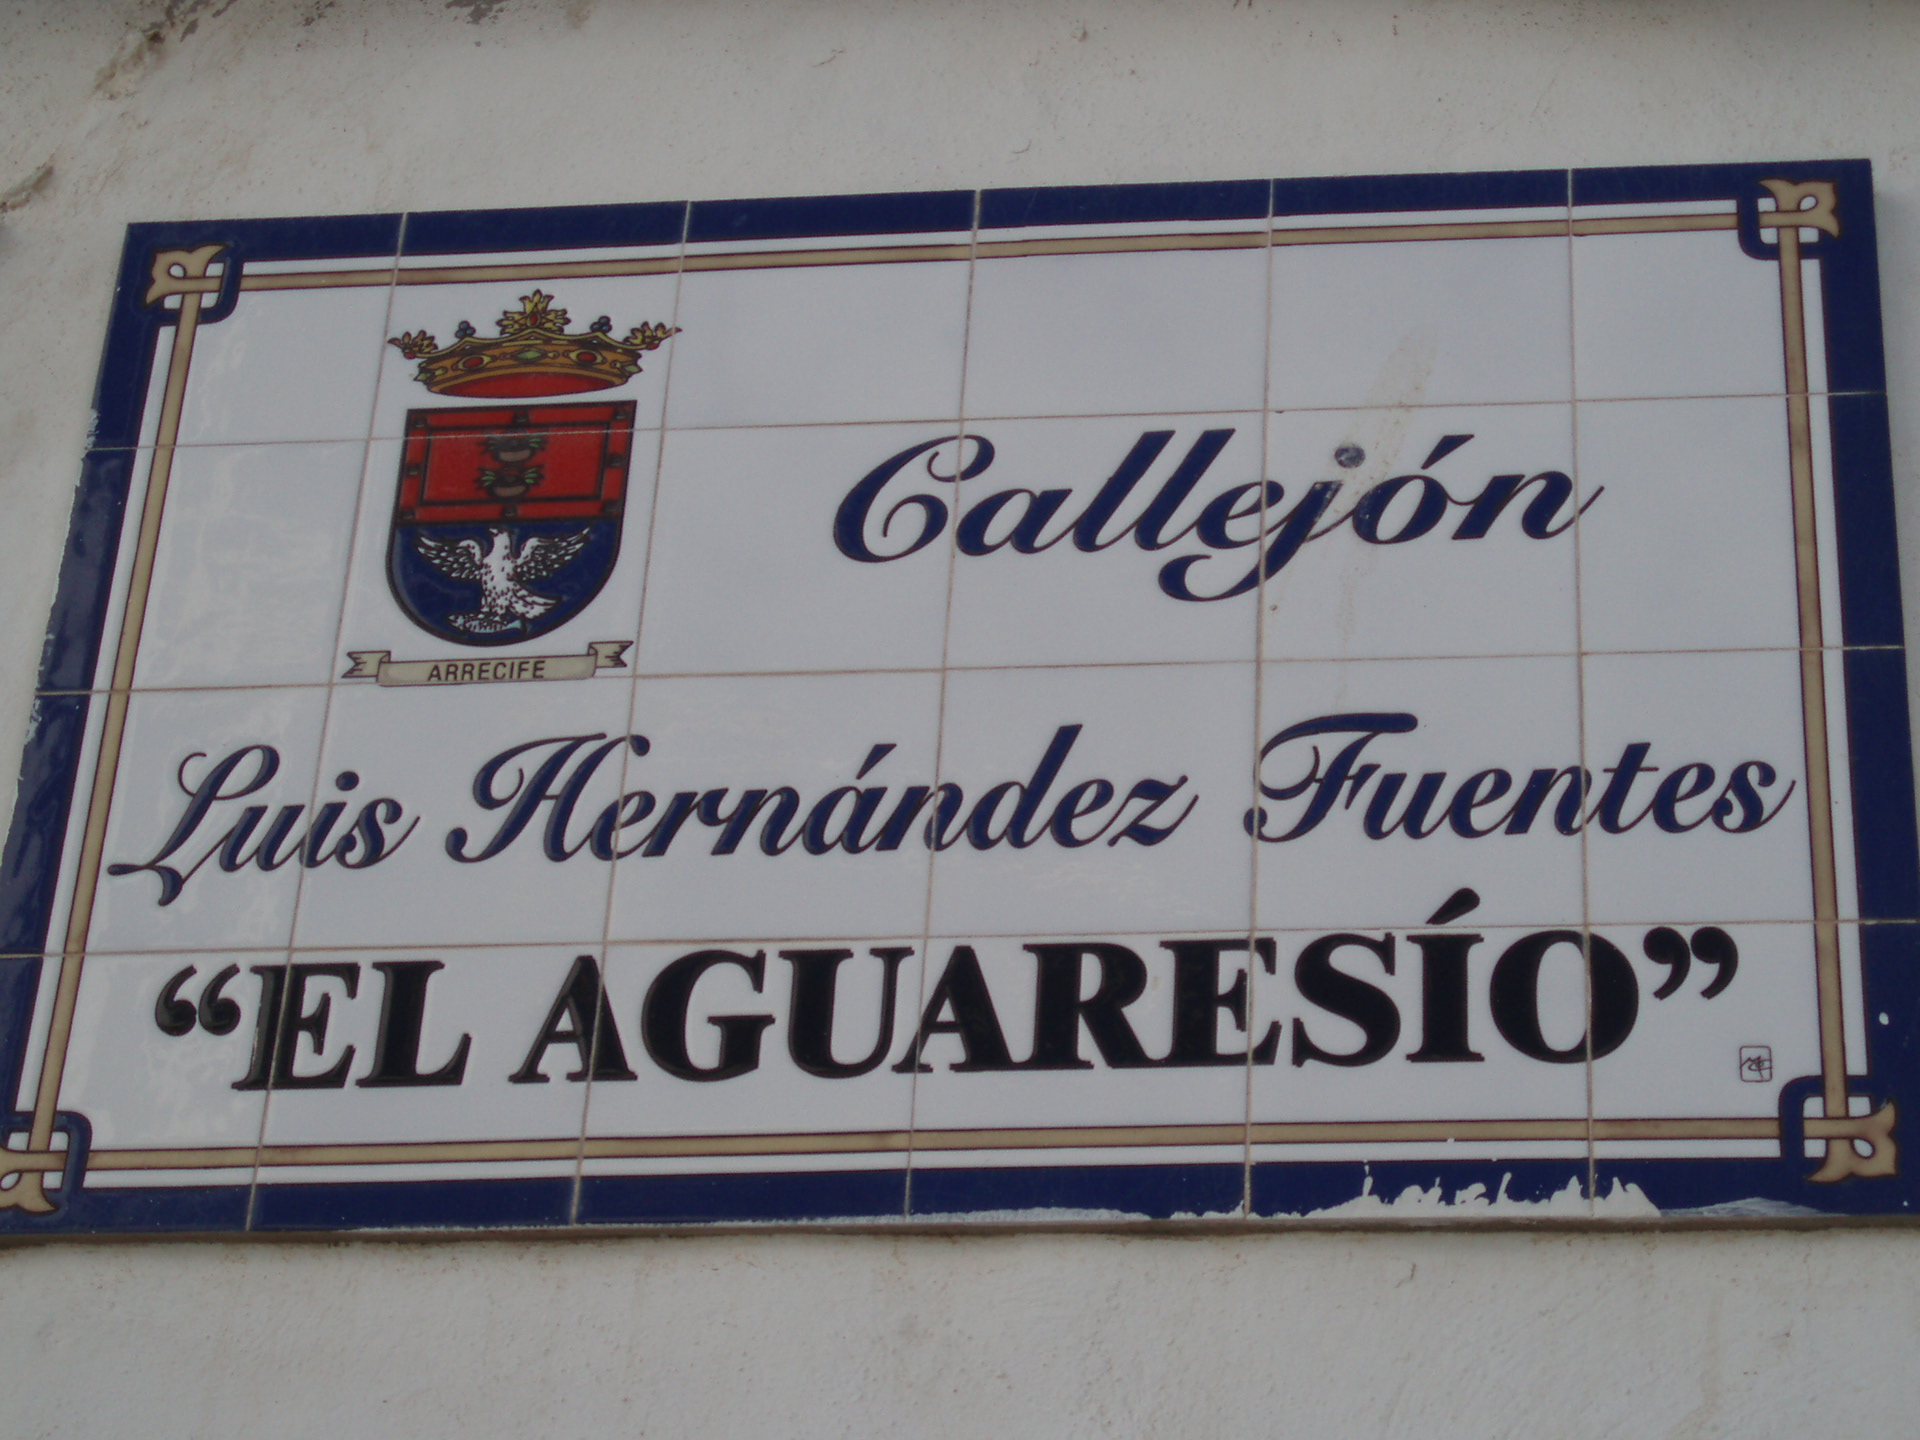 Callejón
ARRECIFE
Luis Hernández Fuentes
“EL AGUARESÍO”